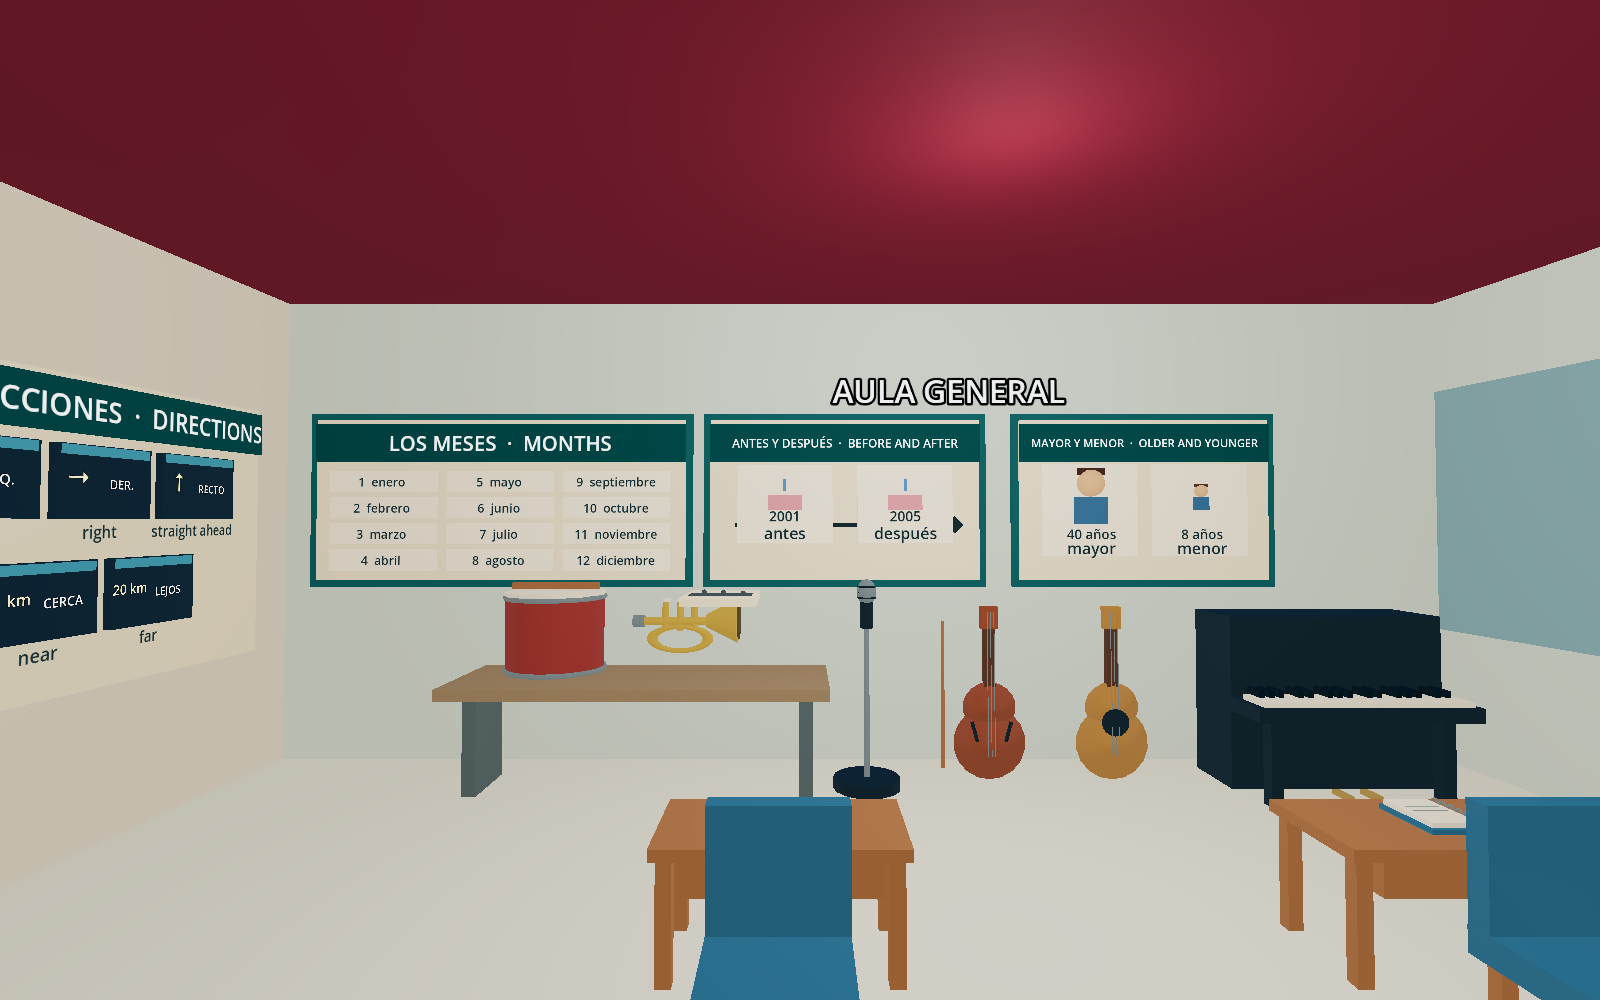 AULA GENERAL
CCIONES · DIRECTIONS
Q.
→ DER.
↑ RECTO
right
straight ahead
km CERCA
20 km LEJOS
near
far
LOS MESES · MONTHS
1 enero
5 mayo
9 septiembre
2 febrero
6 junio
10 octubre
3 marzo
7 julio
11 noviembre
4 abril
8 agosto
12 diciembre
ANTES Y DESPUÉS · BEFORE AND AFTER
2001
antes
2005
después
MAYOR Y MENOR · OLDER AND YOUNGER
40 años
mayor
8 años
menor